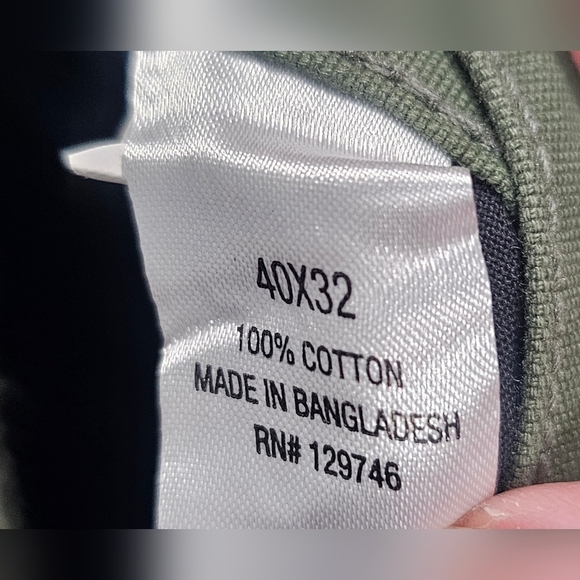 40X32
100% COTTON
MADE IN BANGLADESH
RN# 129746